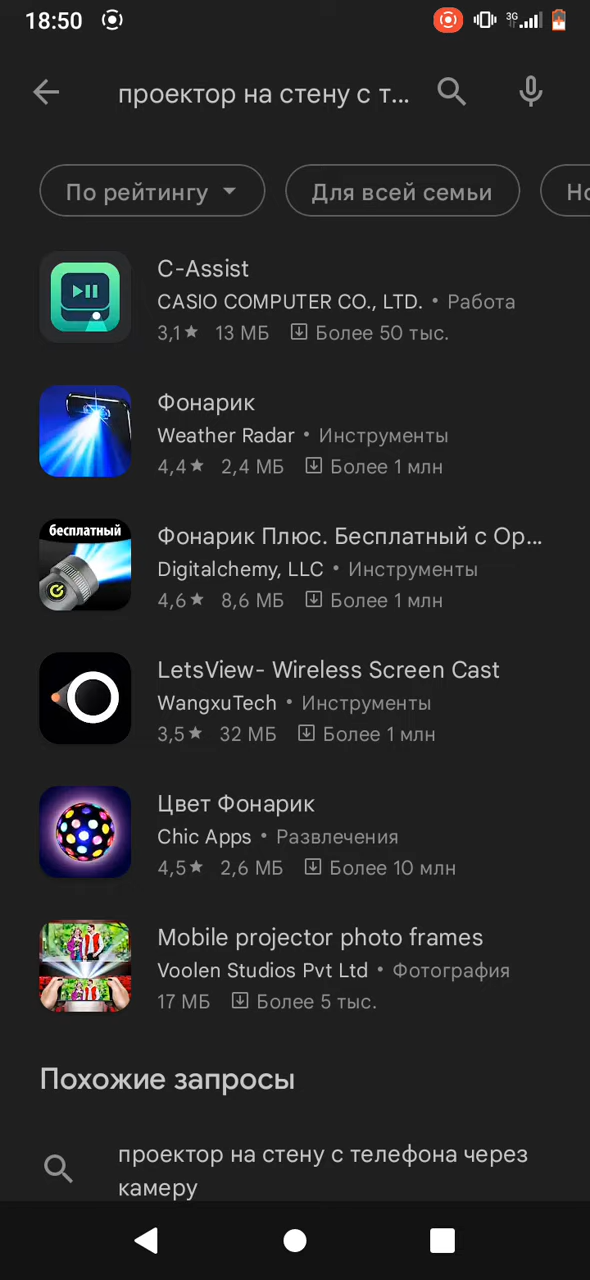 18:50
3G
проектор на стену с т...
По рейтингу
Для всей семьи
Но
C-Assist
CASIO COMPUTER CO., LTD. • Работа
3,1★ 13 МБ Более 50 тыс.
Фонарик
Weather Radar • Инструменты
4,4★ 2,4 МБ Более 1 млн
бесплатный
Фонарик Плюс. Бесплатный с Ор...
Digitalchemy, LLC • Инструменты
4,6★ 8,6 МБ Более 1 млн
LetsView- Wireless Screen Cast
WangxuTech • Инструменты
3,5★ 32 МБ Более 1 млн
Цвет Фонарик
Chic Apps • Развлечения
4,5★ 2,6 МБ Более 10 млн
Mobile projector photo frames
Voolen Studios Pvt Ltd • Фотография
17 МБ Более 5 тыс.
Похожие запросы
проектор на стену с телефона через
камеру